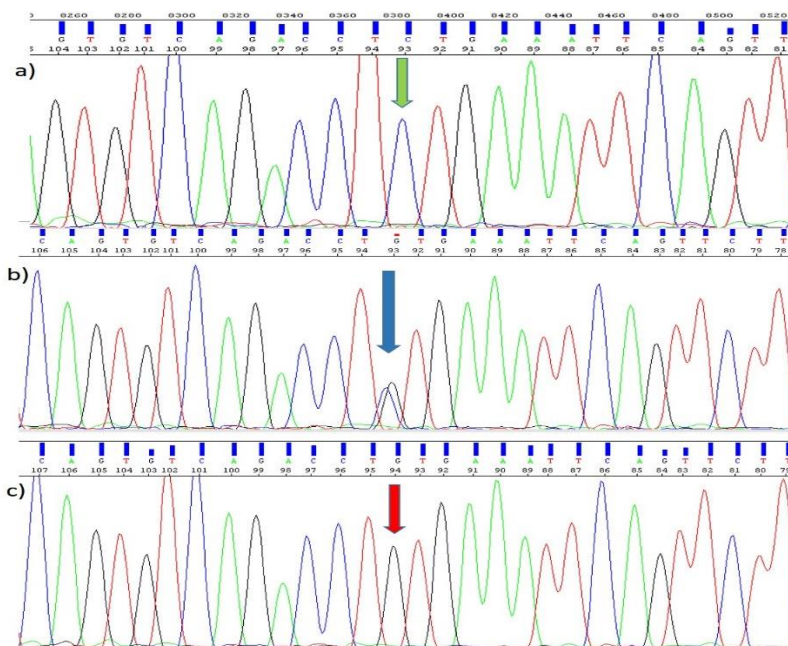 8260 8280 8300 8320 8340 8360 8380 8400 8420 8440 8460 8480 8500 8520
G T G T C A G A C C T C T G A A A T T C A G T T
104 103 102 101 100 99 98 97 96 95 94 93 92 91 90 89 88 87 86 85 84 83 82 81
a)
C A G T G T C A G A C C T G T G A A A T T C A G T T C T T
106 105 104 103 102 101 100 99 98 97 96 95 94 93 92 91 90 89 88 87 86 85 84 83 82 81 80 79 78
b)
C A G T G T C A G A C C T G T G A A A T T C A G T T C T T
107 106 105 104 103 102 101 100 99 98 97 96 95 94 93 92 91 90 89 88 87 86 85 84 83 82 81 80 79
c)